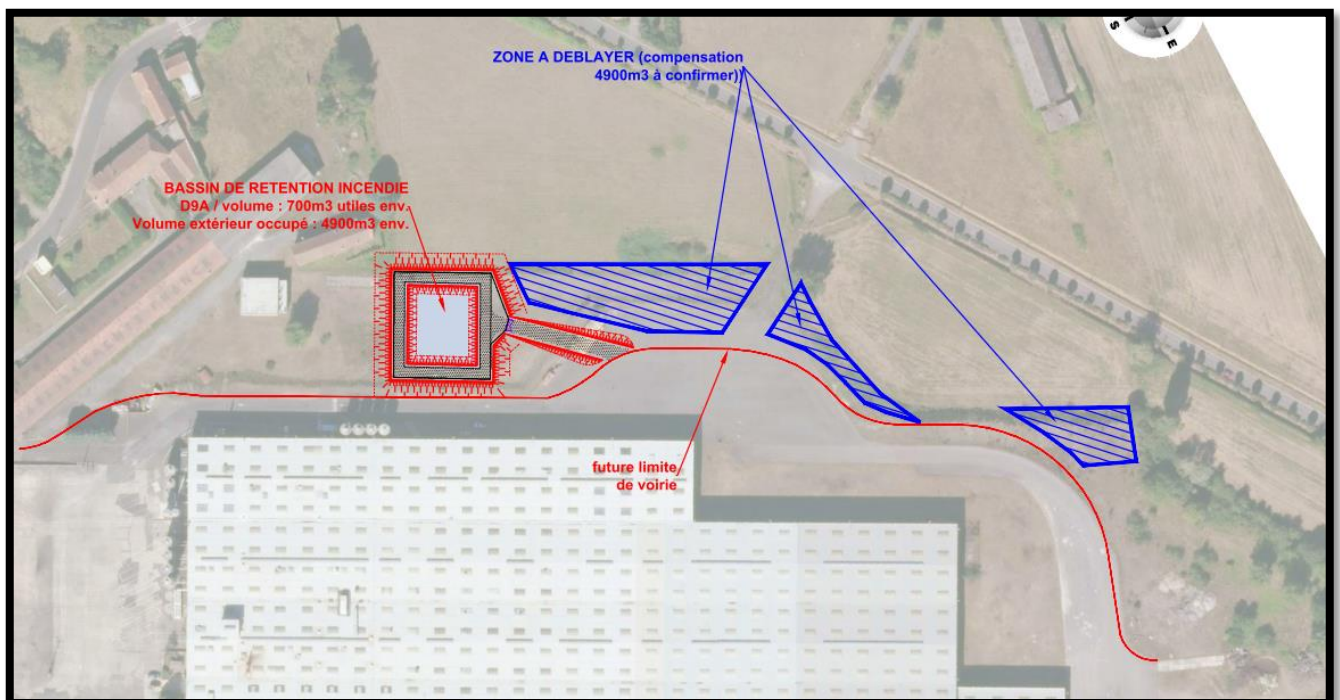 ZONE A DEBLAYER (compensation
4900m3 à confirmer))
BASSIN DE RETENTION INCENDIE
D9A / volume : 700m3 utiles env.
Volume extérieur occupé : 4900m3 env.
future limite
de voirie
S
E